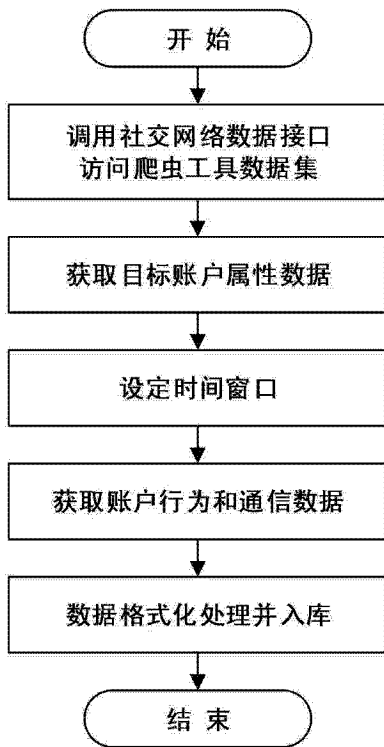 开 始
调用社交网络数据接口
访问爬虫工具数据集
获取目标账户属性数据
设定时间窗口
获取账户行为和通信数据
数据格式化处理并入库
结 束